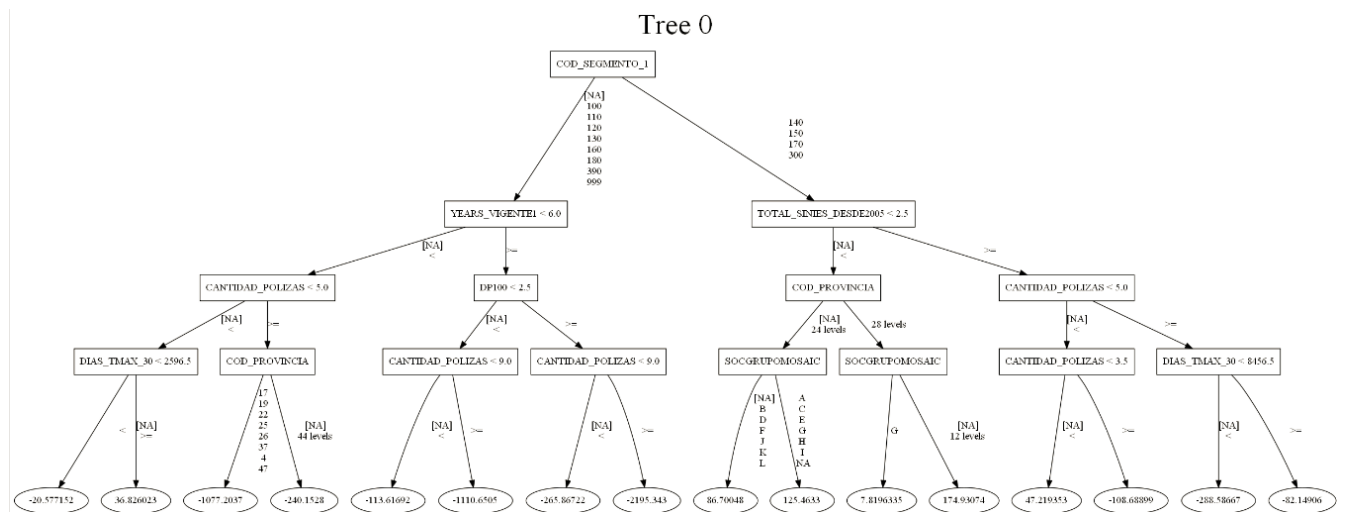 Tree 0
COD_SEGMENTO_1
[NA]
100
110
120
130
160
180
390
999
140
150
170
300
YEARS_VIGENTE1 < 6.0
TOTAL_SINIES_DESDE2005 < 2.5
[NA]
<
>=
[NA]
<
>=
CANTIDAD_POLIZAS < 5.0
DP100 < 2.5
COD_PROVINCIA
CANTIDAD_POLIZAS < 5.0
[NA]
<
>=
[NA]
<
>=
[NA]
24 levels
28 levels
[NA]
<
>=
DIAS_TMAX_30 < 2596.5
COD_PROVINCIA
CANTIDAD_POLIZAS < 9.0
CANTIDAD_POLIZAS < 9.0
SOCGRUPOMOSAIC
SOCGRUPOMOSAIC
CANTIDAD_POLIZAS < 3.5
DIAS_TMAX_30 < 8456.5
<
[NA]
>=
17
19
22
25
26
37
4
47
[NA]
44 levels
[NA]
<
>=
[NA]
<
>=
[NA]
B
D
F
J
K
L
A
C
E
G
H
I
NA
G
[NA]
12 levels
[NA]
<
>=
[NA]
<
>=
-20.577152
36.826023
-1077.2037
-240.1528
-113.61692
-1110.6505
-265.86722
-2195.343
86.70048
125.4633
7.8196335
174.93074
47.219353
-108.68899
-288.58667
-82.14906